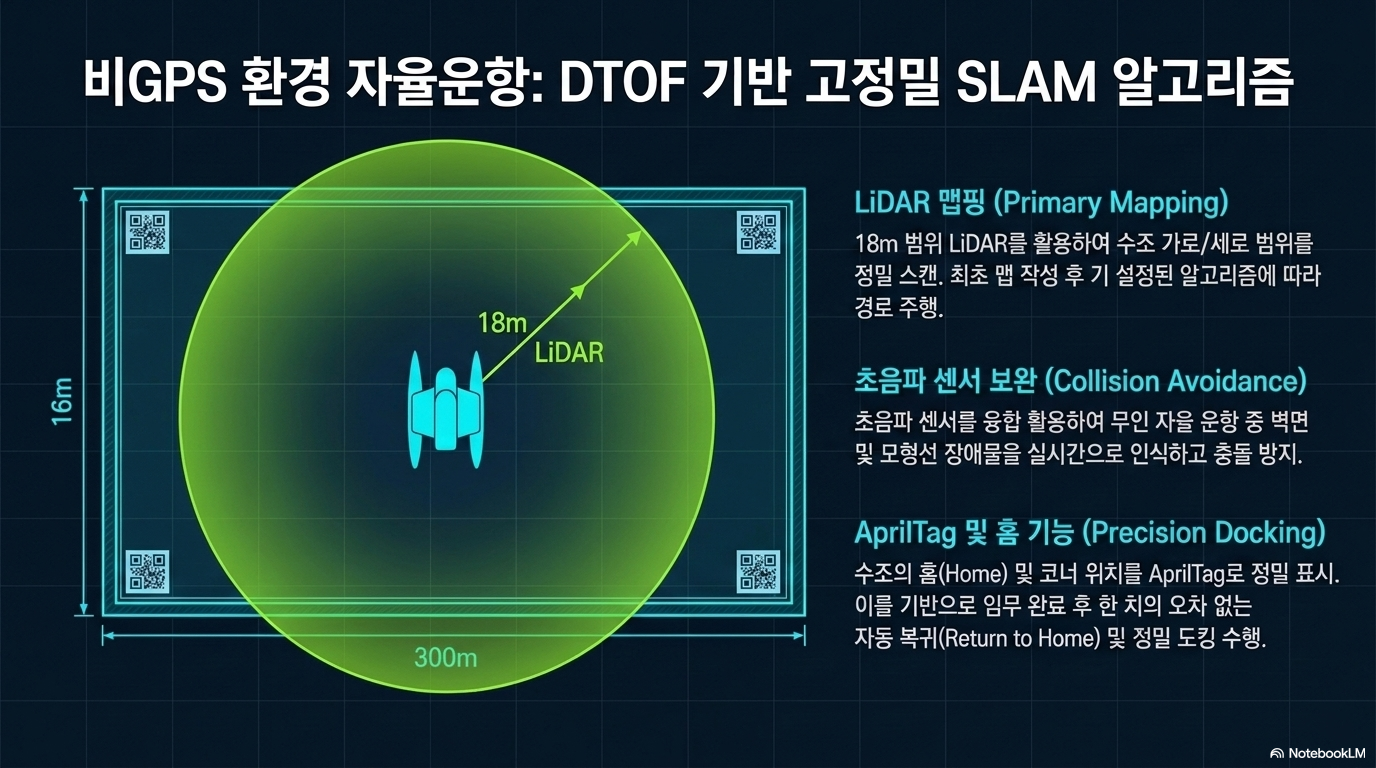 비GPS 환경 자율운항: DTOF 기반 고정밀 SLAM 알고리즘
16m
18m
LiDAR
300m
LiDAR 맵핑 (Primary Mapping)
18m 범위 LiDAR를 활용하여 수조 가로/세로 범위를
정밀 스캔. 최초 맵 작성 후 기 설정된 알고리즘에 따라
경로 주행.
초음파 센서 보완 (Collision Avoidance)
초음파 센서를 융합 활용하여 무인 자율 운항 중 벽면
및 모형선 장애물을 실시간으로 인식하고 충돌 방지.
AprilTag 및 홈 기능 (Precision Docking)
수조의 홈(Home) 및 코너 위치를 AprilTag로 정밀 표시.
이를 기반으로 임무 완료 후 한 치의 오차 없는
자동 복귀(Return to Home) 및 정밀 도킹 수행.
NotebookLM